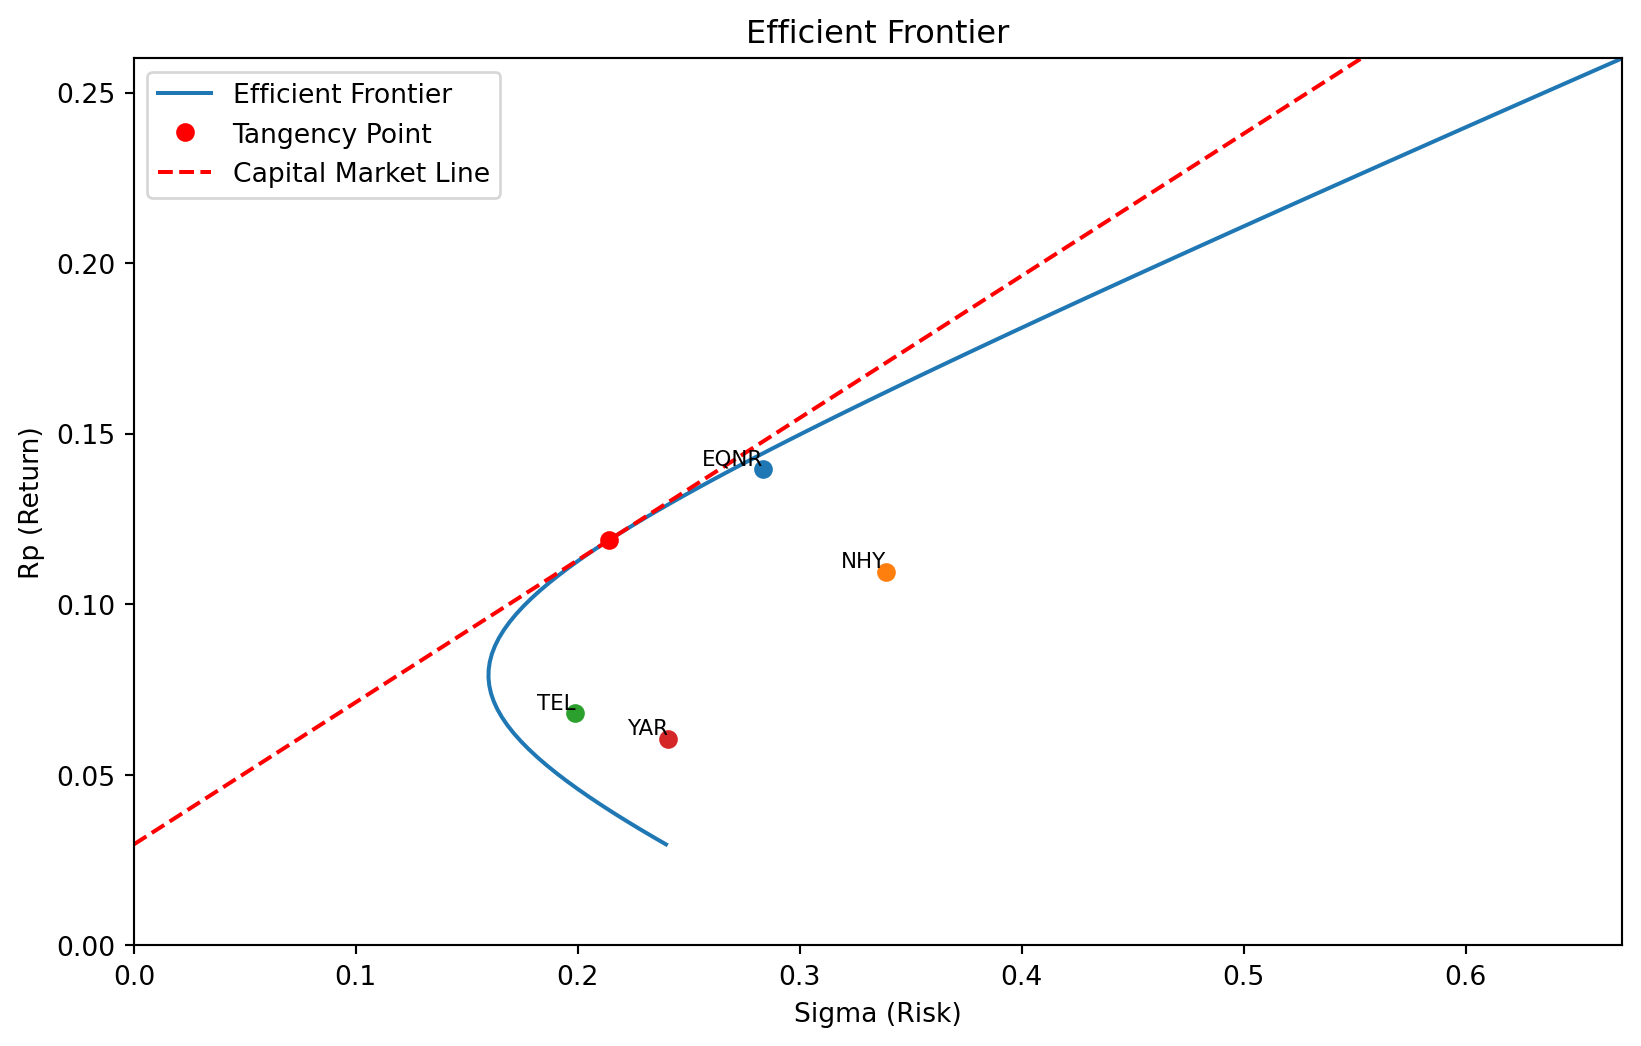 Efficient Frontier
Efficient Frontier
Tangency Point
Capital Market Line
0.25
0.20
0.15
0.10
0.05
0.00
Rp (Return)
EQNR
NHY
TEL
YAR
0.0 0.1 0.2 0.3 0.4 0.5 0.6
Sigma (Risk)